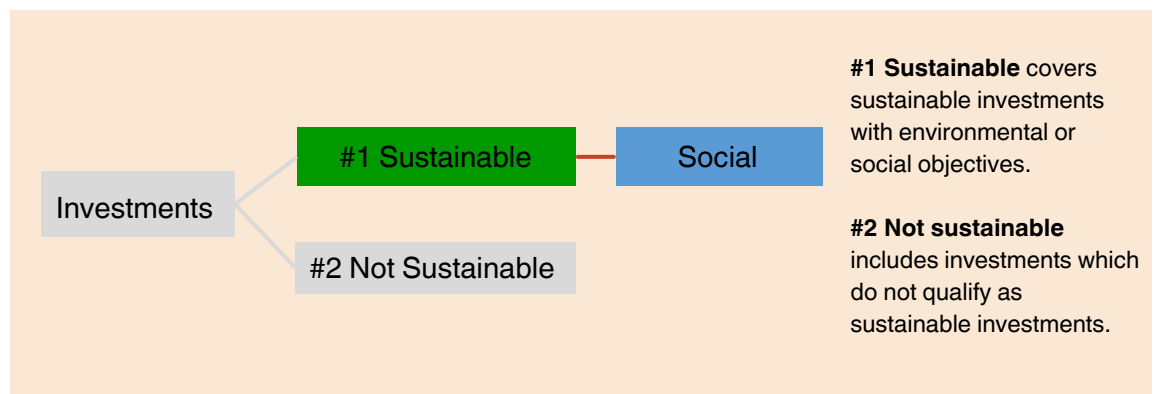 Investments
#1 Sustainable
Social
#2 Not Sustainable
#1 Sustainable covers
sustainable investments
with environmental or
social objectives.
#2 Not sustainable
includes investments which
do not qualify as
sustainable investments.